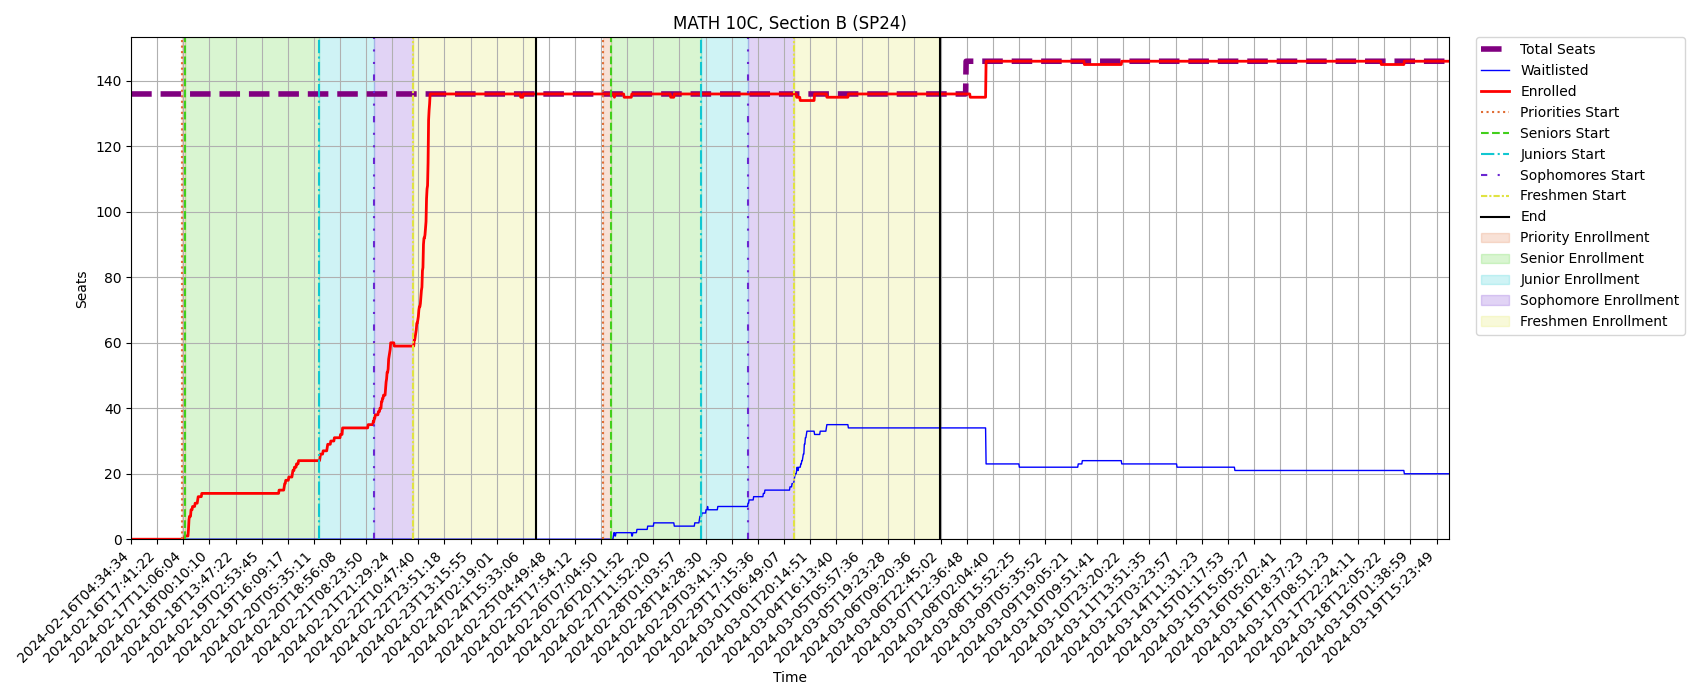 MATH 10C, Section B (SP24)
Total Seats
Waitlisted
Enrolled
Priorities Start
Seniors Start
Juniors Start
Sophomores Start
Freshmen Start
End
Priority Enrollment
Senior Enrollment
Junior Enrollment
Sophomore Enrollment
Freshmen Enrollment
Seats
140
120
100
80
60
40
20
0
2024-02-16T04:34:34
2024-02-16T17:41:22
2024-02-17T11:06:04
2024-02-18T00:10:10
2024-02-18T13:47:22
2024-02-19T02:53:45
2024-02-19T16:09:17
2024-02-20T05:35:11
2024-02-20T18:56:08
2024-02-21T08:23:50
2024-02-21T21:29:24
2024-02-22T10:47:40
2024-02-23T13:51:18
2024-02-23T13:15:55
2024-02-24T02:19:01
2024-02-24T15:33:06
2024-02-25T04:49:48
2024-02-25T17:54:12
2024-02-26T07:04:50
2024-02-26T20:11:52
2024-02-27T11:52:20
2024-02-28T01:03:57
2024-02-28T14:28:30
2024-02-29T03:41:30
2024-02-29T17:15:36
2024-03-01T06:49:07
2024-03-01T20:14:51
2024-03-04T16:13:40
2024-03-05T05:57:36
2024-03-05T19:23:28
2024-03-06T09:20:36
2024-03-06T22:45:02
2024-03-07T12:36:48
2024-03-08T02:04:40
2024-03-08T15:52:25
2024-03-09T05:35:52
2024-03-09T19:05:21
2024-03-10T09:51:41
2024-03-10T23:20:22
2024-03-11T13:51:35
2024-03-12T03:23:57
2024-03-14T11:31:23
2024-03-15T01:17:53
2024-03-15T15:05:27
2024-03-16T05:02:41
2024-03-16T18:37:23
2024-03-17T08:51:23
2024-03-17T22:24:11
2024-03-18T12:05:22
2024-03-19T01:38:59
2024-03-19T15:23:49
Time